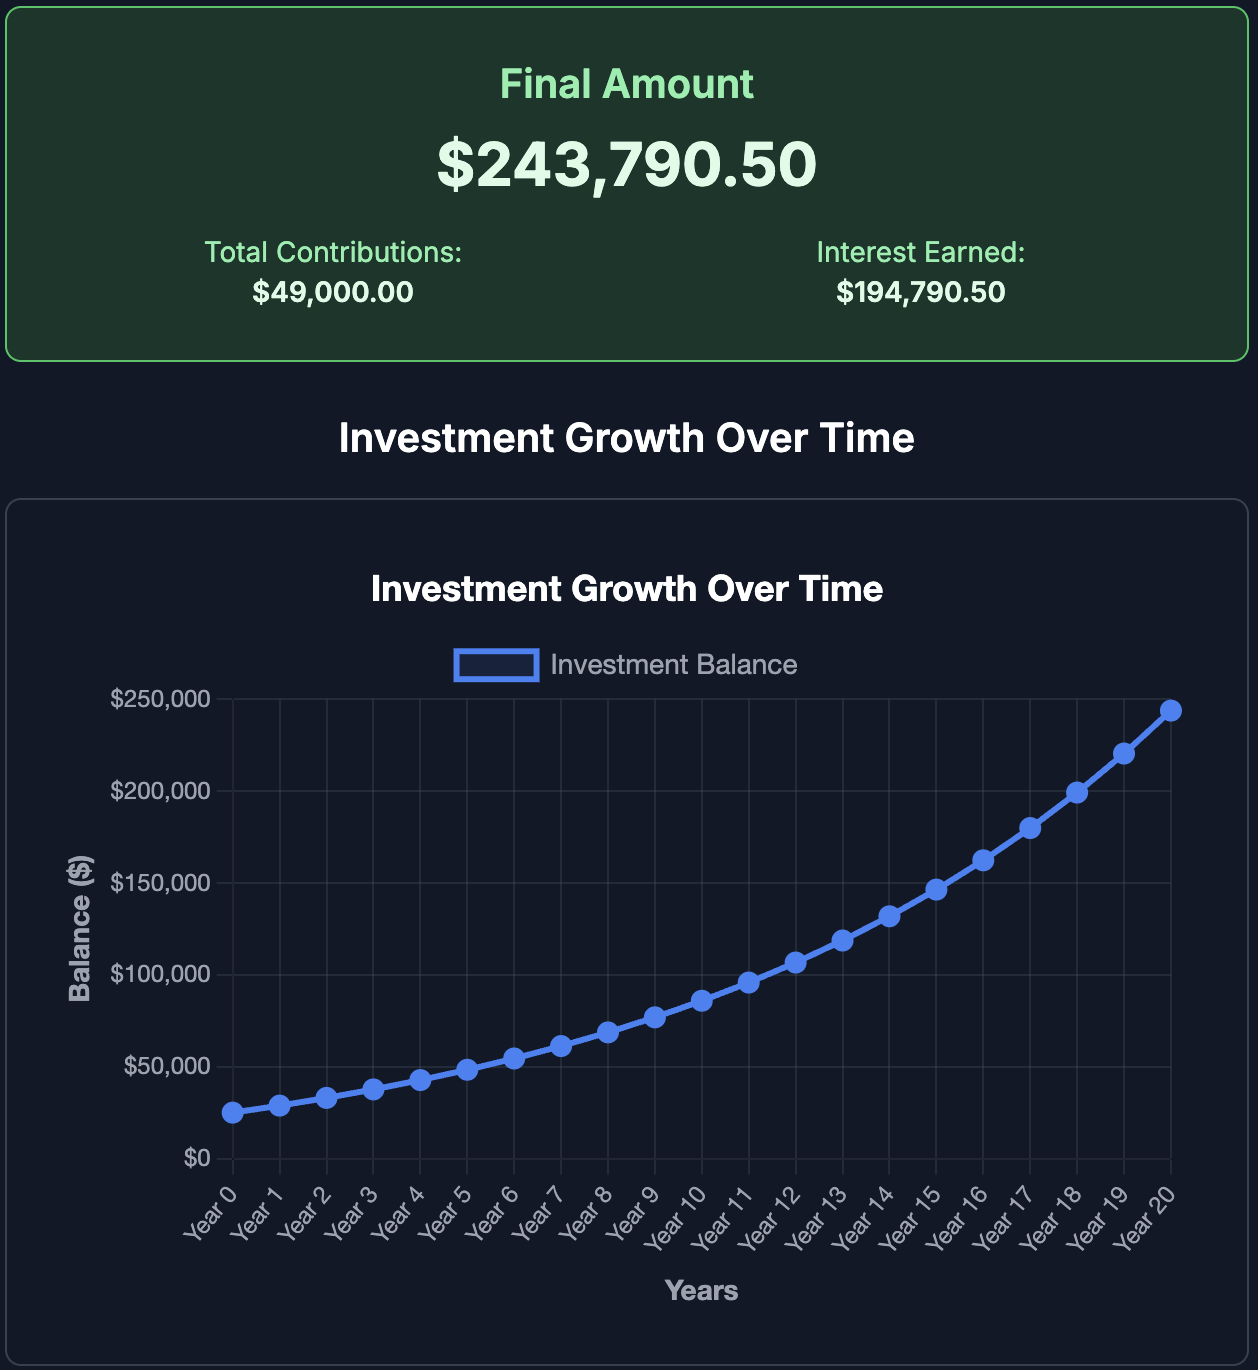 Final Amount
$243,790.50
Total Contributions:
$49,000.00
Interest Earned:
$194,790.50
Investment Growth Over Time
Investment Growth Over Time
Investment Balance
Balance ($)
$250,000
$200,000
$150,000
$100,000
$50,000
$0
Year 0
Year 1
Year 2
Year 3
Year 4
Year 5
Year 6
Year 7
Year 8
Year 9
Year 10
Year 11
Year 12
Year 13
Year 14
Year 15
Year 16
Year 17
Year 18
Year 19
Year 20
Years